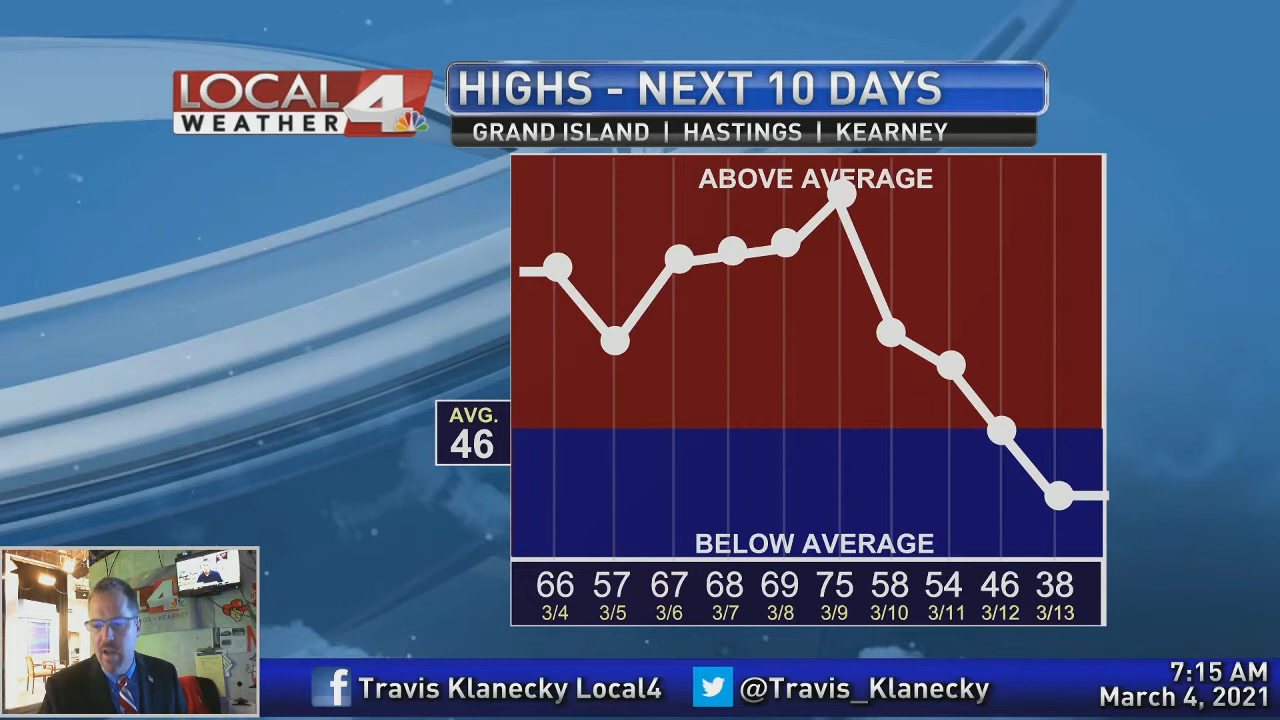 LOCAL 4
WEATHER
HIGHS - NEXT 10 DAYS
GRAND ISLAND | HASTINGS | KEARNEY
ABOVE AVERAGE
AVG.
46
BELOW AVERAGE
66 57 67 68 69 75 58 54 46 38
3/4 3/5 3/6 3/7 3/8 3/9 3/10 3/11 3/12 3/13
4
Travis Klanecky Local4
@Travis_Klanecky
7:15 AM
March 4, 2021